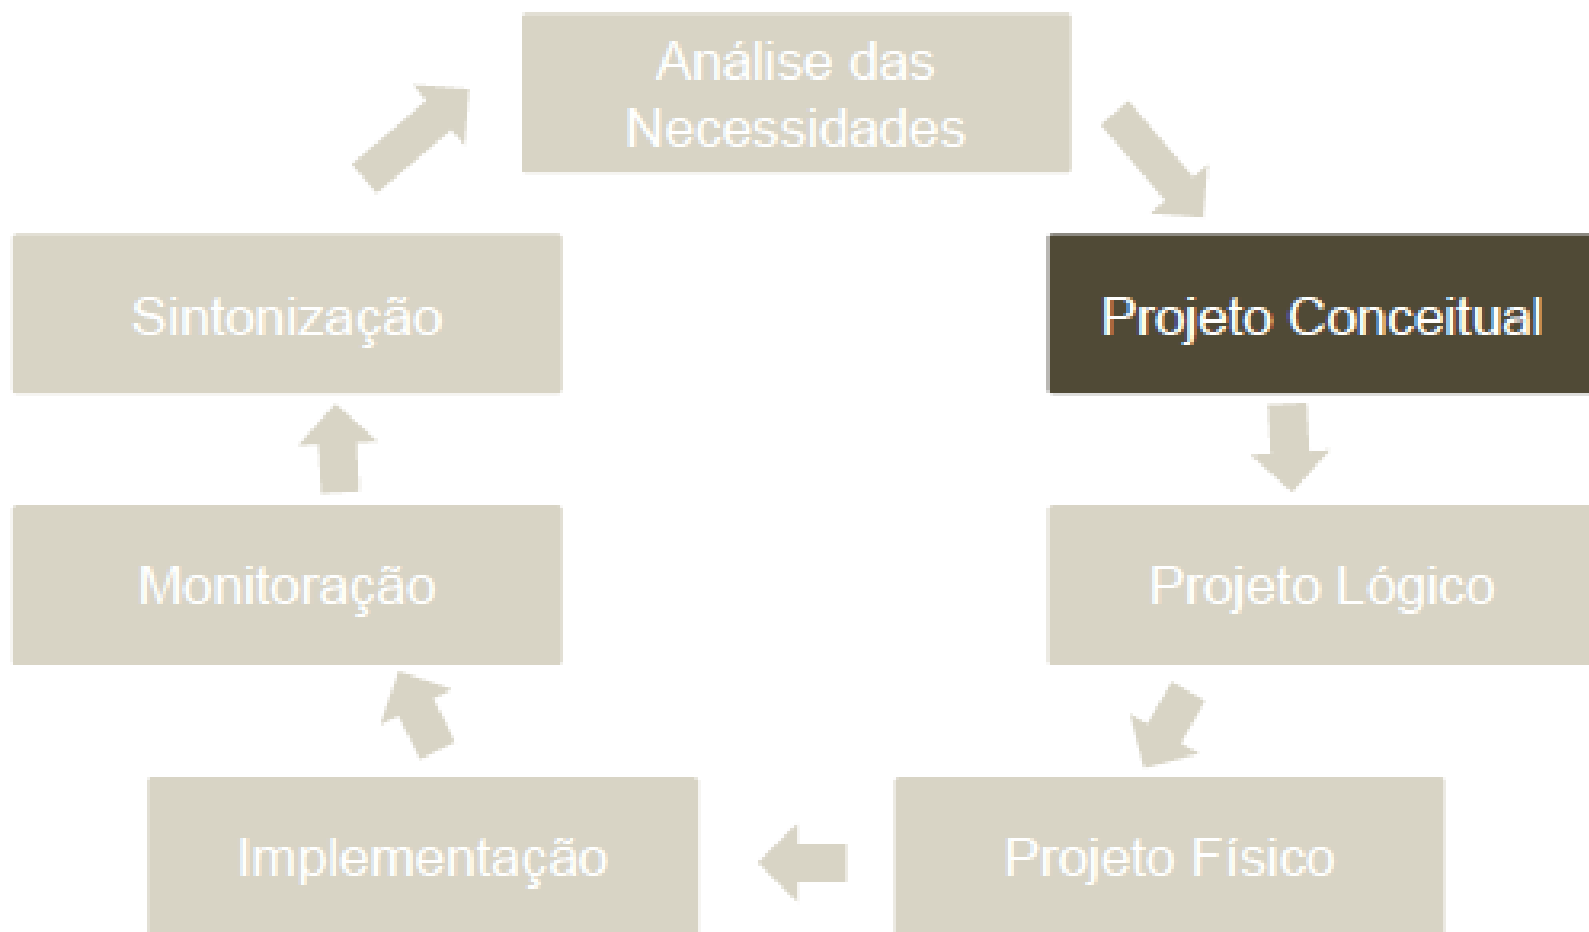 Análise das
Necessidades
Sintonização
Projeto Conceitual
Monitoração
Projeto Lógico
Implementação
Projeto Físico